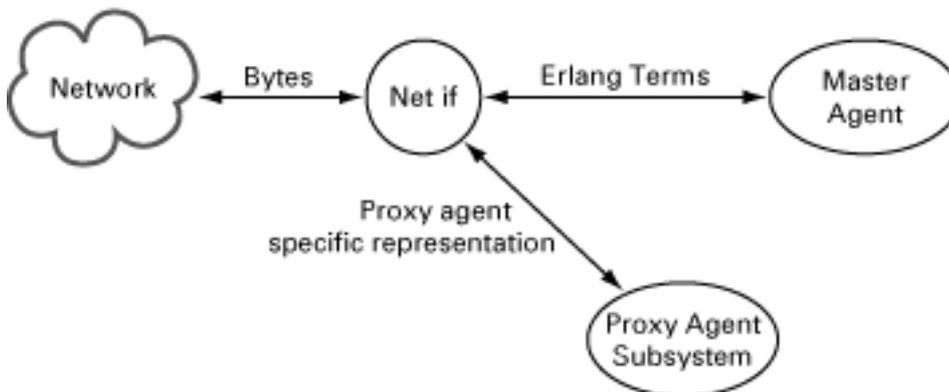 Network
Bytes
Net if
Erlang Terms
Master
Agent
Proxy agent
specific representation
Proxy Agent
Subsystem